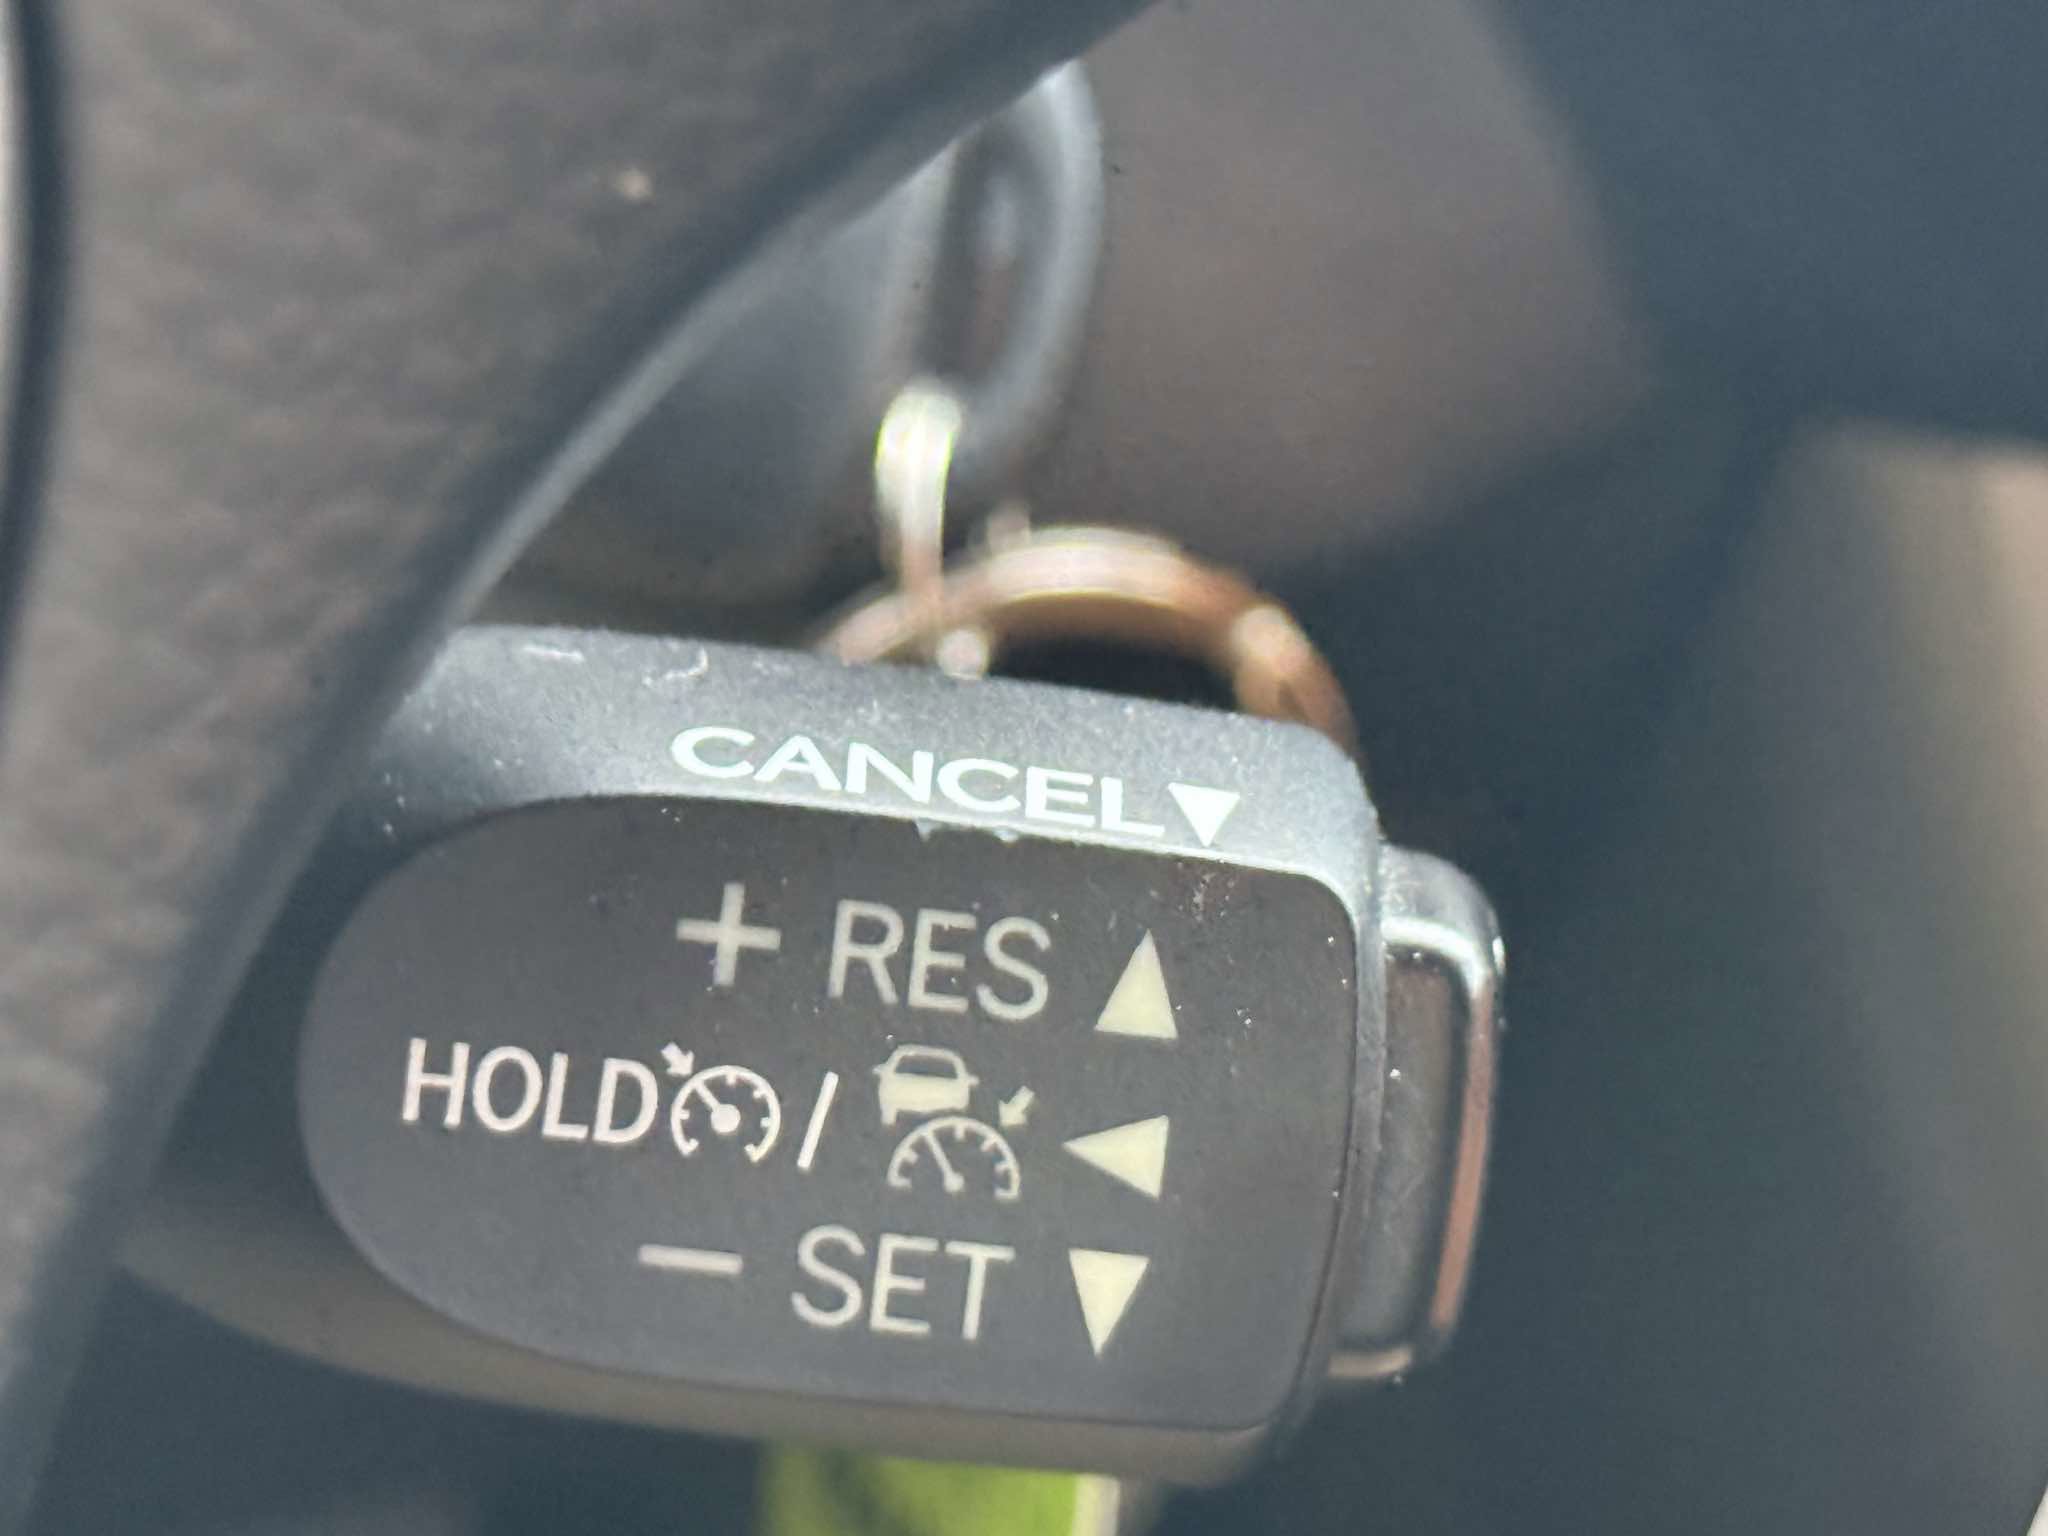 CANCEL▼
+ RES ▲
HOLD / ◀
− SET ▼